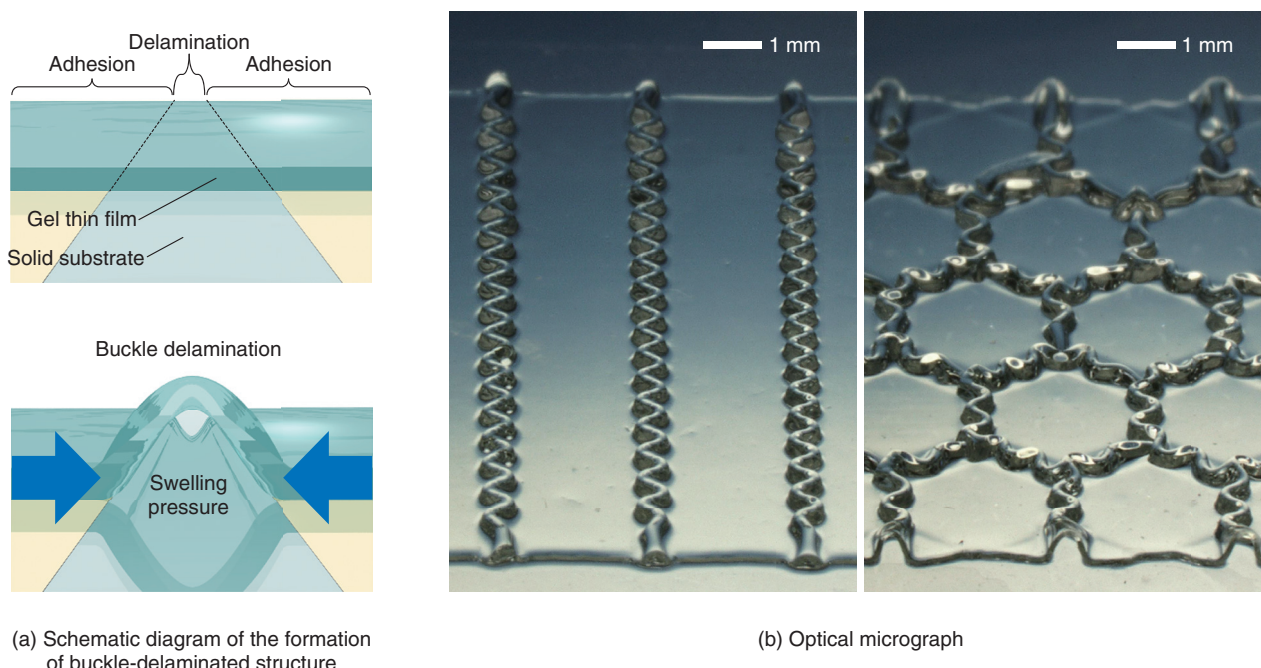 Delamination
Adhesion
Adhesion
Gel thin film
Solid substrate
Buckle delamination
Swelling
pressure
(a) Schematic diagram of the formation
of buckle-delaminated structure
1 mm
1 mm
(b) Optical micrograph